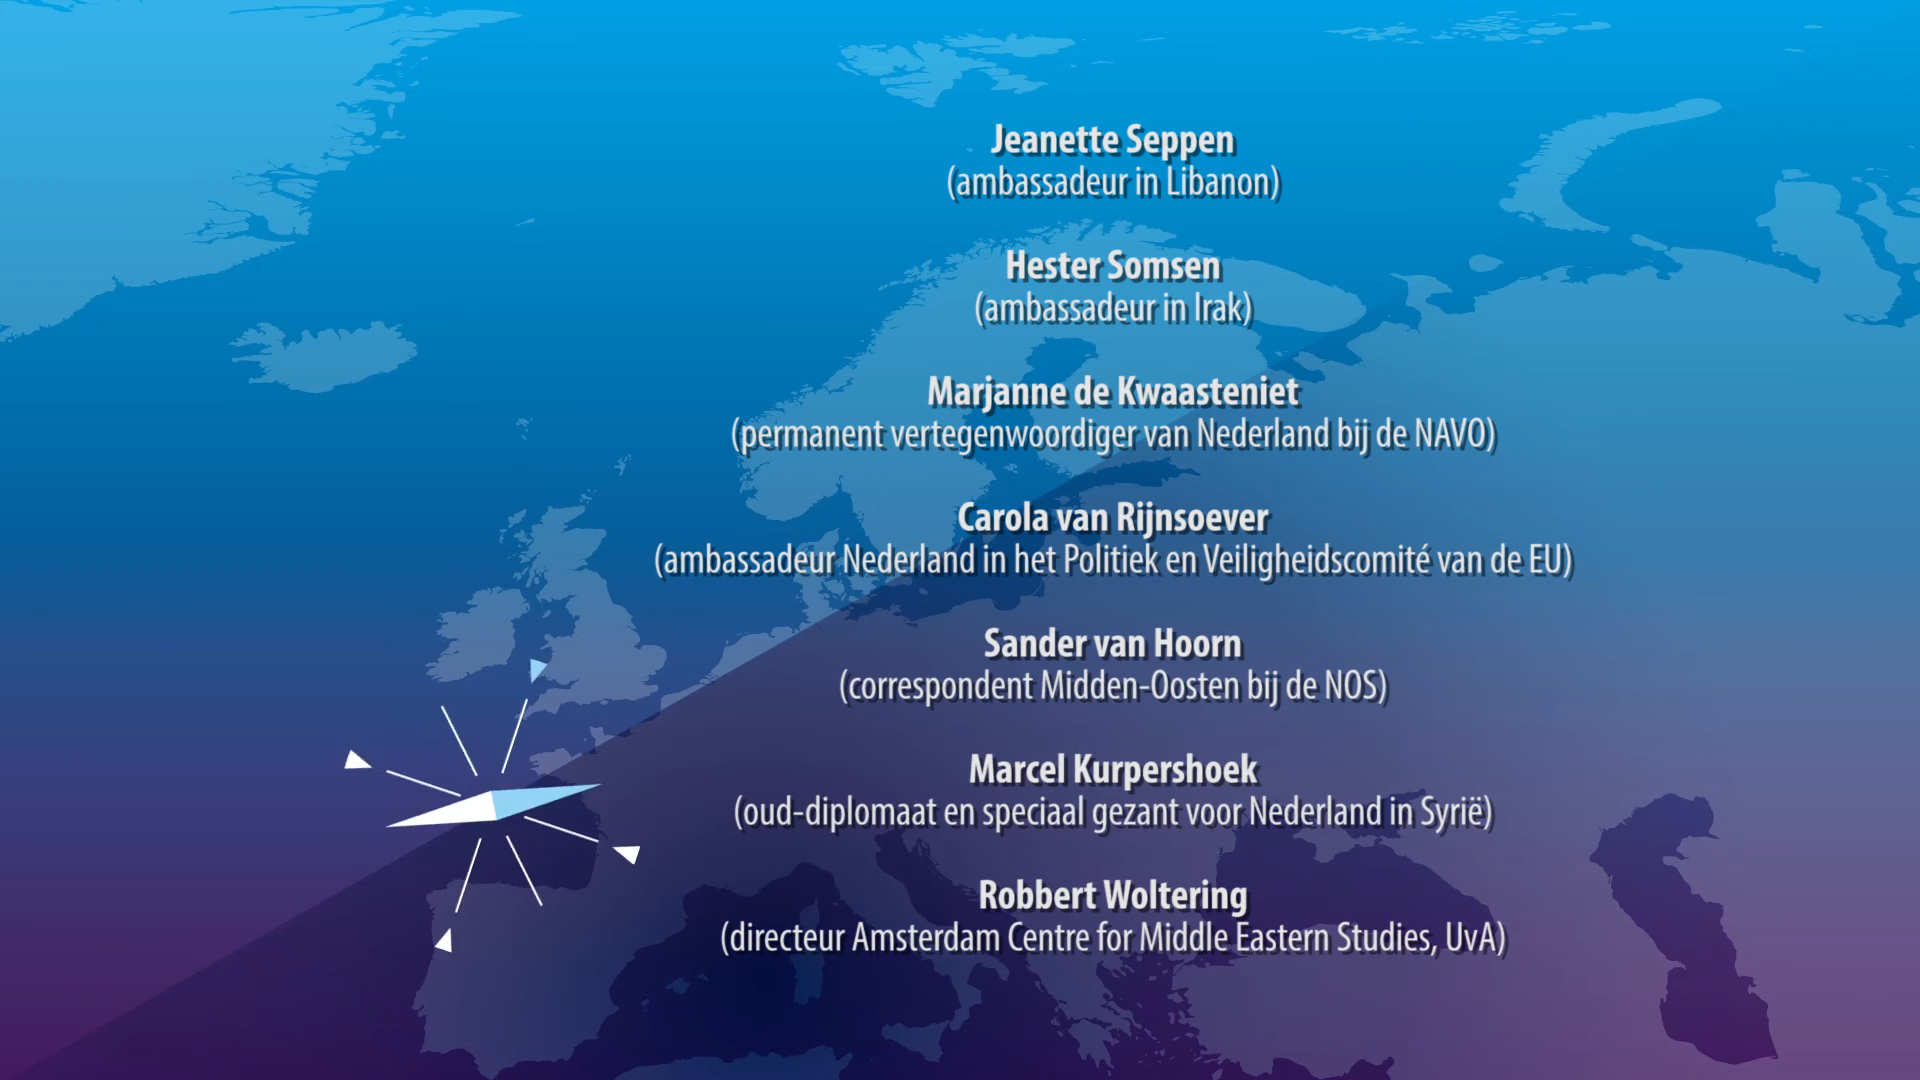 Jeanette Seppen
(ambassadeur in Libanon)
Hester Somsen
(ambassadeur in Irak)
Marjanne de Kwaasteniet
(permanent vertegenwoordiger van Nederland bij de NAVO)
Carola van Rijnsoever
(ambassadeur Nederland in het Politiek en Veiligheidscomité van de EU)
Sander van Hoorn
(correspondent Midden-Oosten bij de NOS)
Marcel Kurpershoek
(oud-diplomaat en speciaal gezant voor Nederland in Syrië)
Robbert Woltering
(directeur Amsterdam Centre for Middle Eastern Studies, UvA)